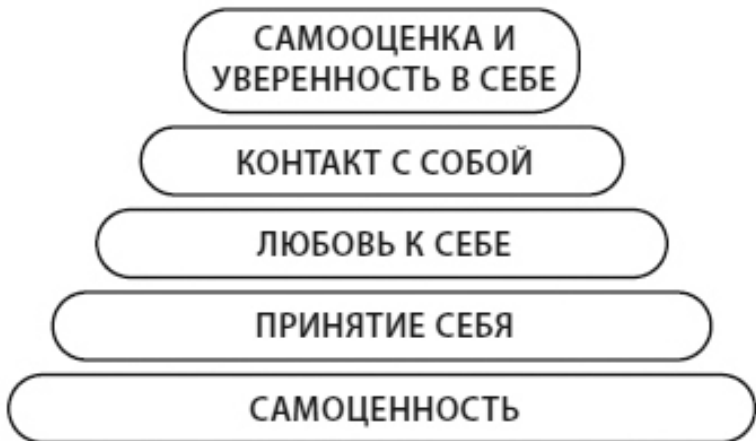 САМООЦЕНКА И
УВЕРЕННОСТЬ В СЕБЕ
КОНТАКТ С СОБОЙ
ЛЮБОВЬ К СЕБЕ
ПРИНЯТИЕ СЕБЯ
САМОЦЕННОСТЬ